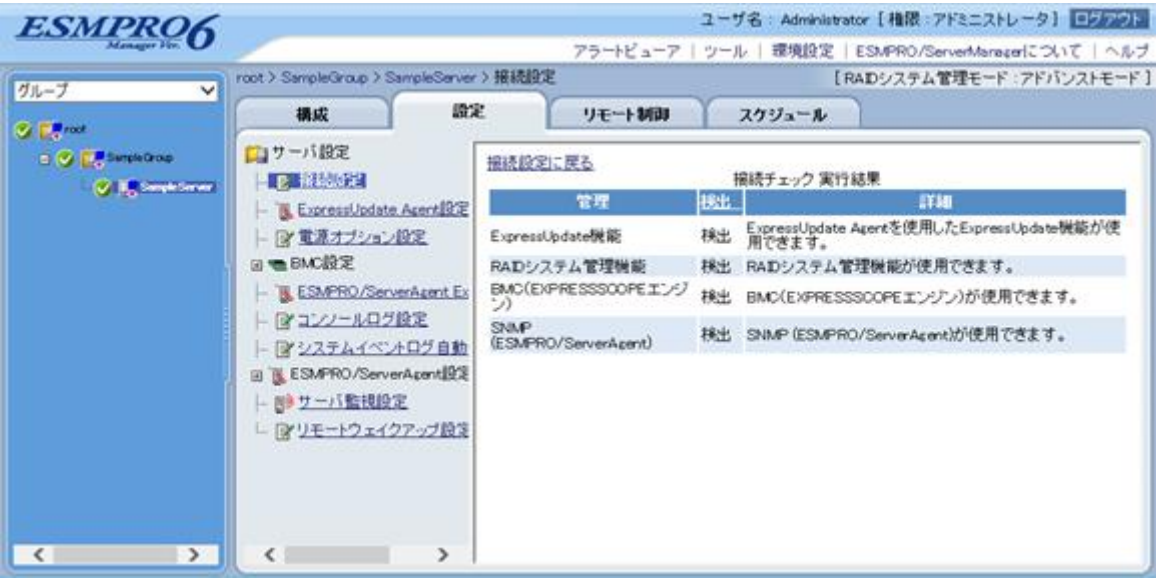 ESMPRO6
Manager Ver.
ユーザ名 : Administrator [ 権限 : アドミニストレータ ] ログアウト
アラートビューア | ツール | 環境設定 | ESMPRO/ServerManagerについて | ヘルプ
グループ
root
SampleGroup
SampleServer
root > SampleGroup > SampleServer > 接続設定
[ RAIDシステム管理モード : アドバンストモード ]
構成
設定
リモート制御
スケジュール
サーバ設定
接続設定
ExpressUpdate Agent設定
電源オプション設定
BMC設定
ESMPRO/ServerAgent Ex
コンソールログ設定
システムイベントログ自動
ESMPRO/ServerAgent設定
サーバ監視設定
リモートウェイクアップ設定
接続設定に戻る
接続チェック 実行結果
管理 検出 詳細
ExpressUpdate機能 検出 ExpressUpdate Agentを使用したExpressUpdate機能が使
用できます。
RAIDシステム管理機能 検出 RAIDシステム管理機能が使用できます。
BMC(EXPRESSSCOPEエンジ
ン) 検出 BMC(EXPRESSSCOPEエンジン)が使用できます。
SNMP
(ESMPRO/ServerAgent) 検出 SNMP (ESMPRO/ServerAgent)が使用できます。